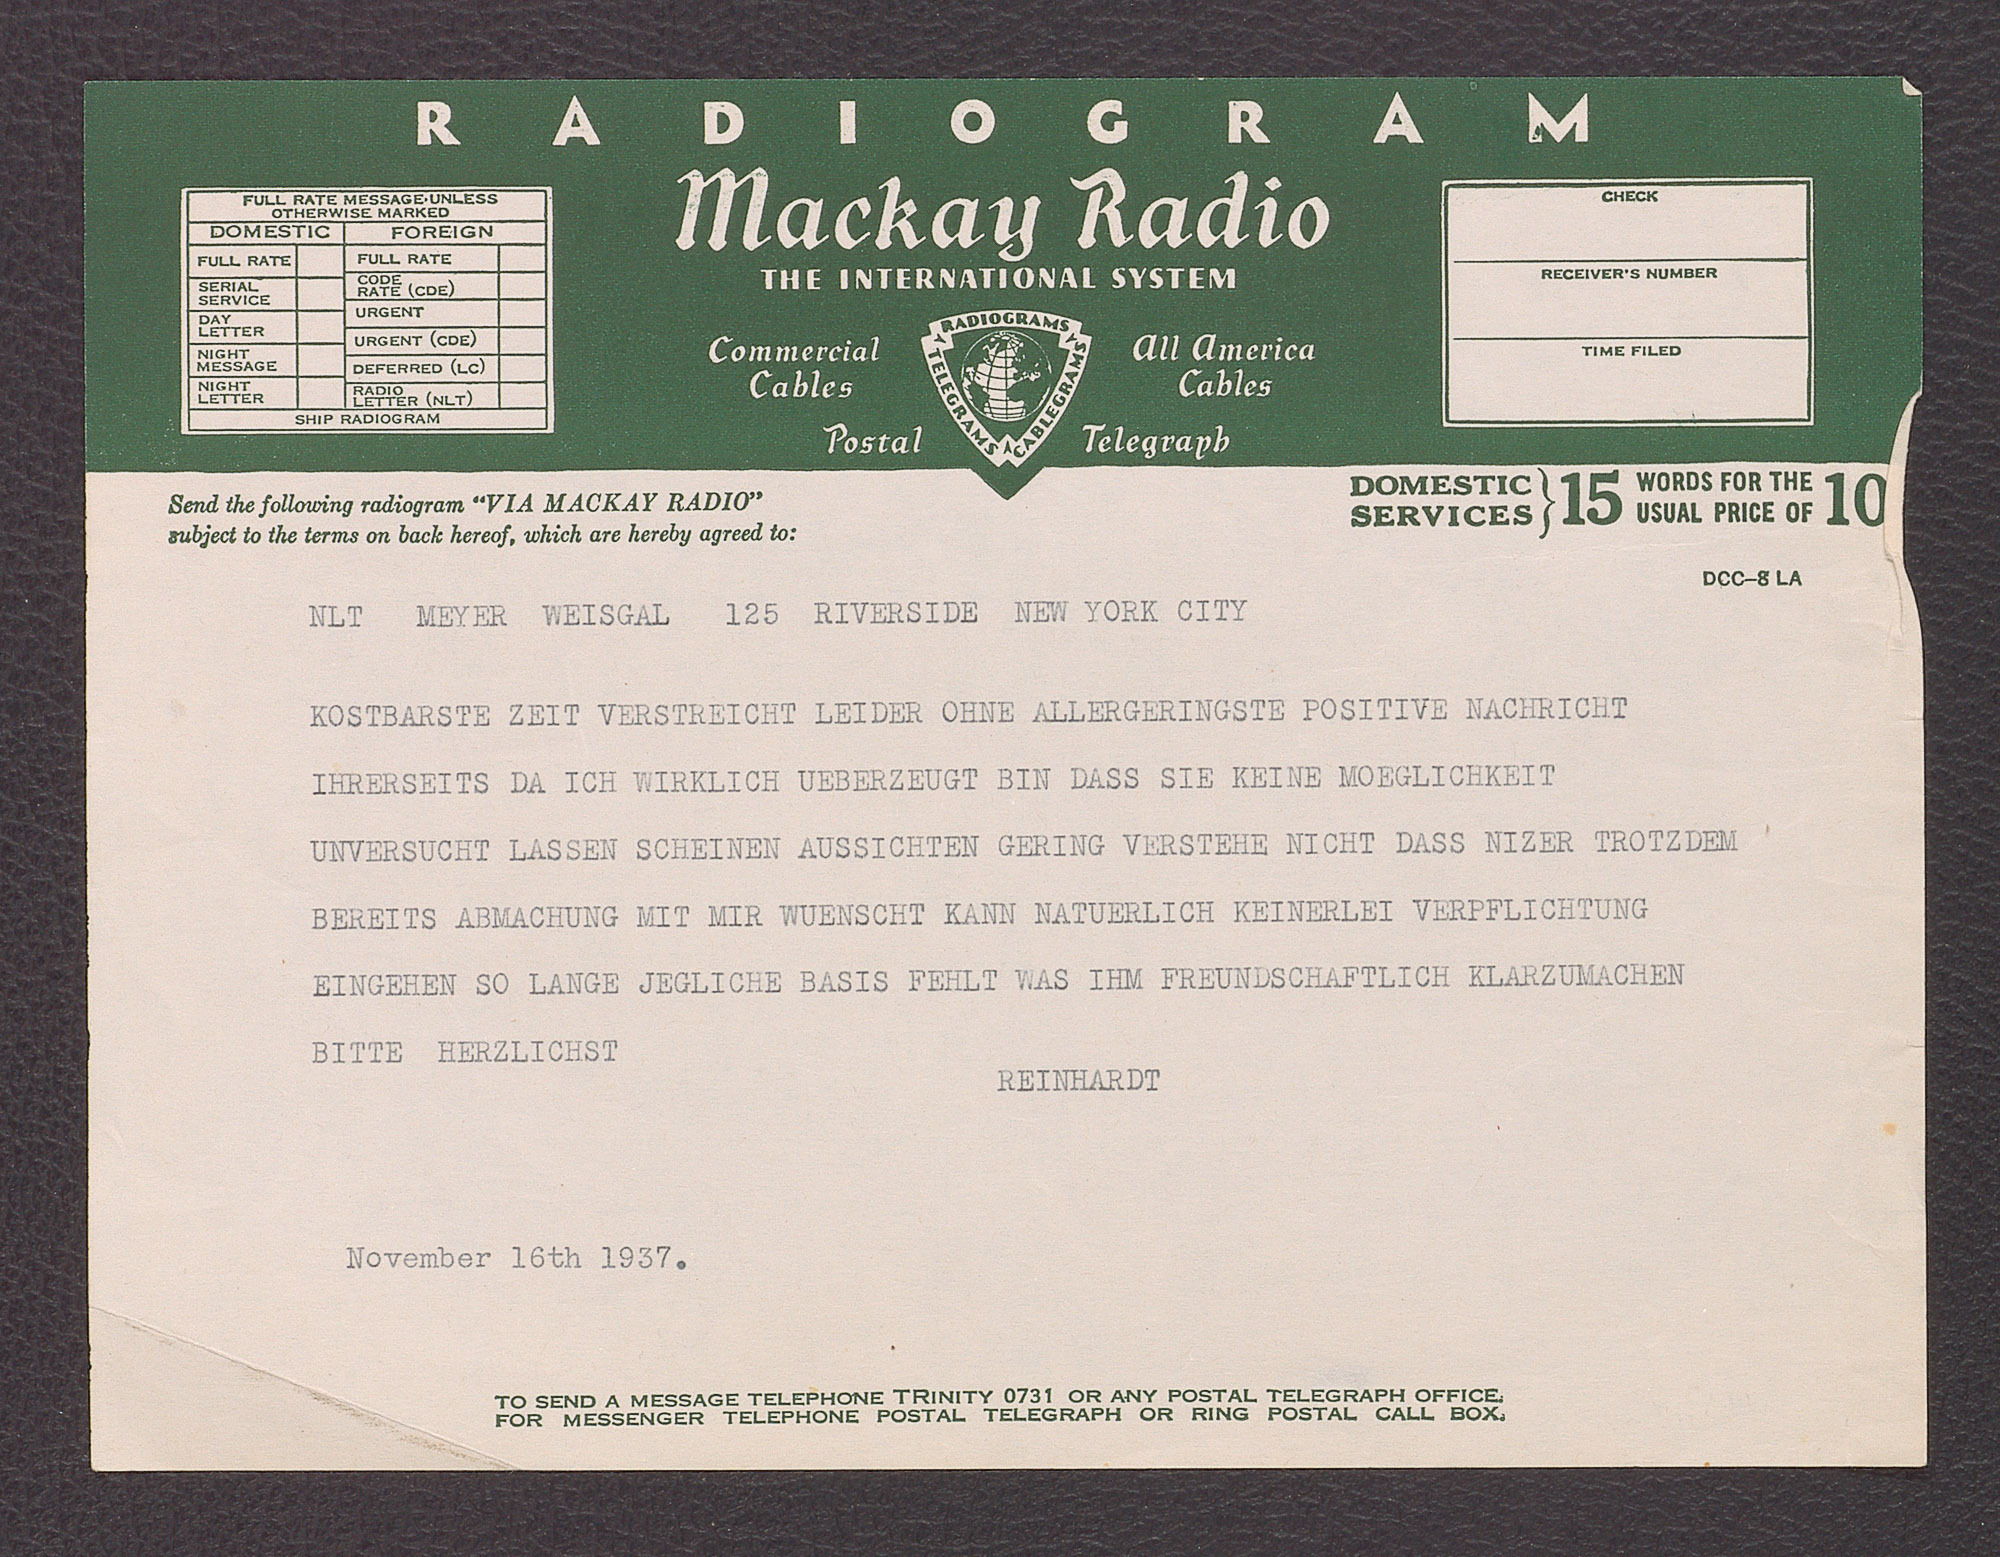 RADIOGRAM
Mackay Radio
THE INTERNATIONAL SYSTEM
FULL RATE MESSAGE UNLESS
OTHERWISE MARKED
DOMESTIC FOREIGN
FULL RATE FULL RATE
SERIAL SERVICE CODE RATE (CDE)
DAY LETTER URGENT
URGENT (CDE)
NIGHT MESSAGE DEFERRED (LC)
NIGHT LETTER RADIO LETTER (NLT)
SHIP RADIOGRAM
Commercial Cables
RADIOGRAMS TELEGRAMS CABLEGRAMS
All America Cables
Postal Telegraph
CHECK
RECEIVER'S NUMBER
TIME FILED
Send the following radiogram “VIA MACKAY RADIO”
subject to the terms on back hereof, which are hereby agreed to:
DOMESTIC SERVICES } 15 WORDS FOR THE USUAL PRICE OF 10
DCC–8 LA
NLT MEYER WEISGAL 125 RIVERSIDE NEW YORK CITY
KOSTBARSTE ZEIT VERSTREICHT LEIDER OHNE ALLERGERINGSTE POSITIVE NACHRICHT
IHRERSEITS DA ICH WIRKLICH UEBERZEUGT BIN DASS SIE KEINE MOEGLICHKEIT
UNVERSUCHT LASSEN SCHEINEN AUSSICHTEN GERING VERSTEHE NICHT DASS NIZER TROTZDEM
BEREITS ABMACHUNG MIT MIR WUENSCHT KANN NATUERLICH KEINERLEI VERPFLICHTUNG
EINGEHEN SO LANGE JEGLICHE BASIS FEHLT WAS IHM FREUNDSCHAFTLICH KLARZUMACHEN
BITTE HERZLICHST
REINHARDT
November 16th 1937.
TO SEND A MESSAGE TELEPHONE TRINITY 0731 OR ANY POSTAL TELEGRAPH OFFICE.
FOR MESSENGER TELEPHONE POSTAL TELEGRAPH OR RING POSTAL CALL BOX.